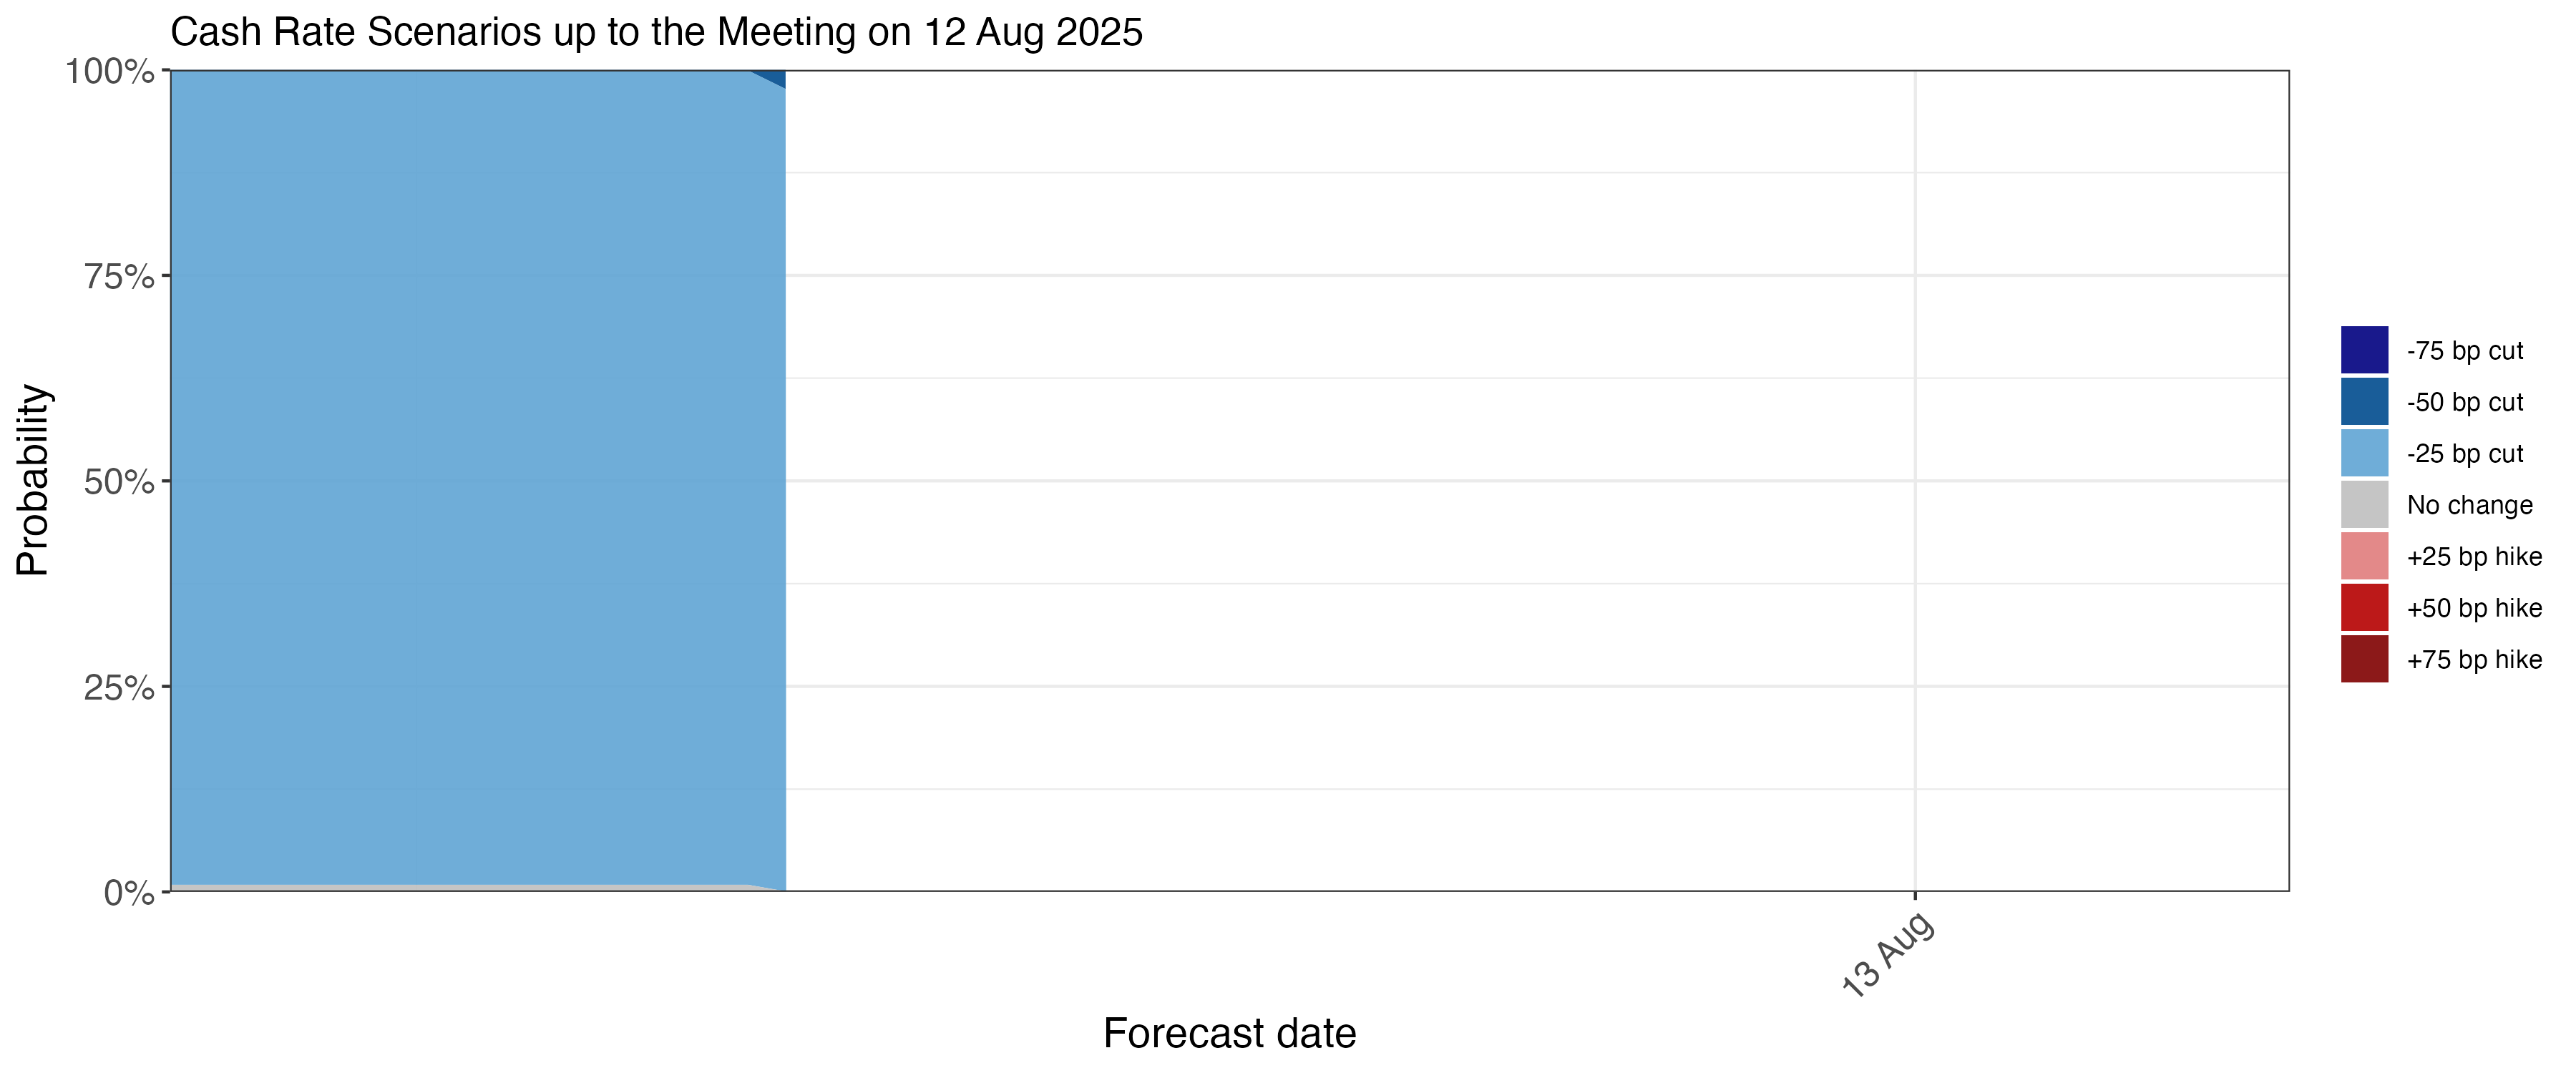 Cash Rate Scenarios up to the Meeting on 12 Aug 2025
100%
75%
50%
25%
0%
Probability
13 Aug
Forecast date
-75 bp cut
-50 bp cut
-25 bp cut
No change
+25 bp hike
+50 bp hike
+75 bp hike